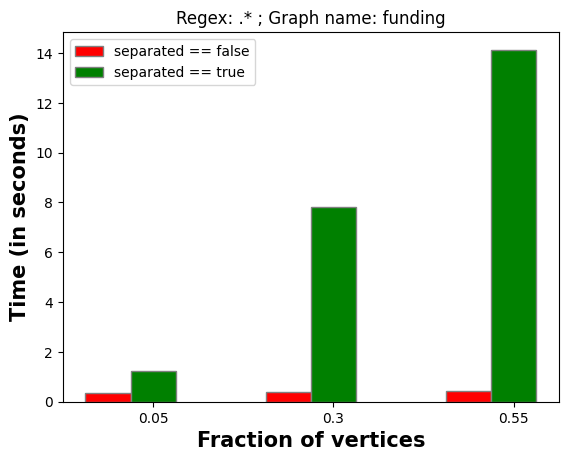 Regex: .* ; Graph name: funding
separated == false
separated == true
14
12
10
8
6
4
2
0
Time (in seconds)
0.05 0.3 0.55
Fraction of vertices